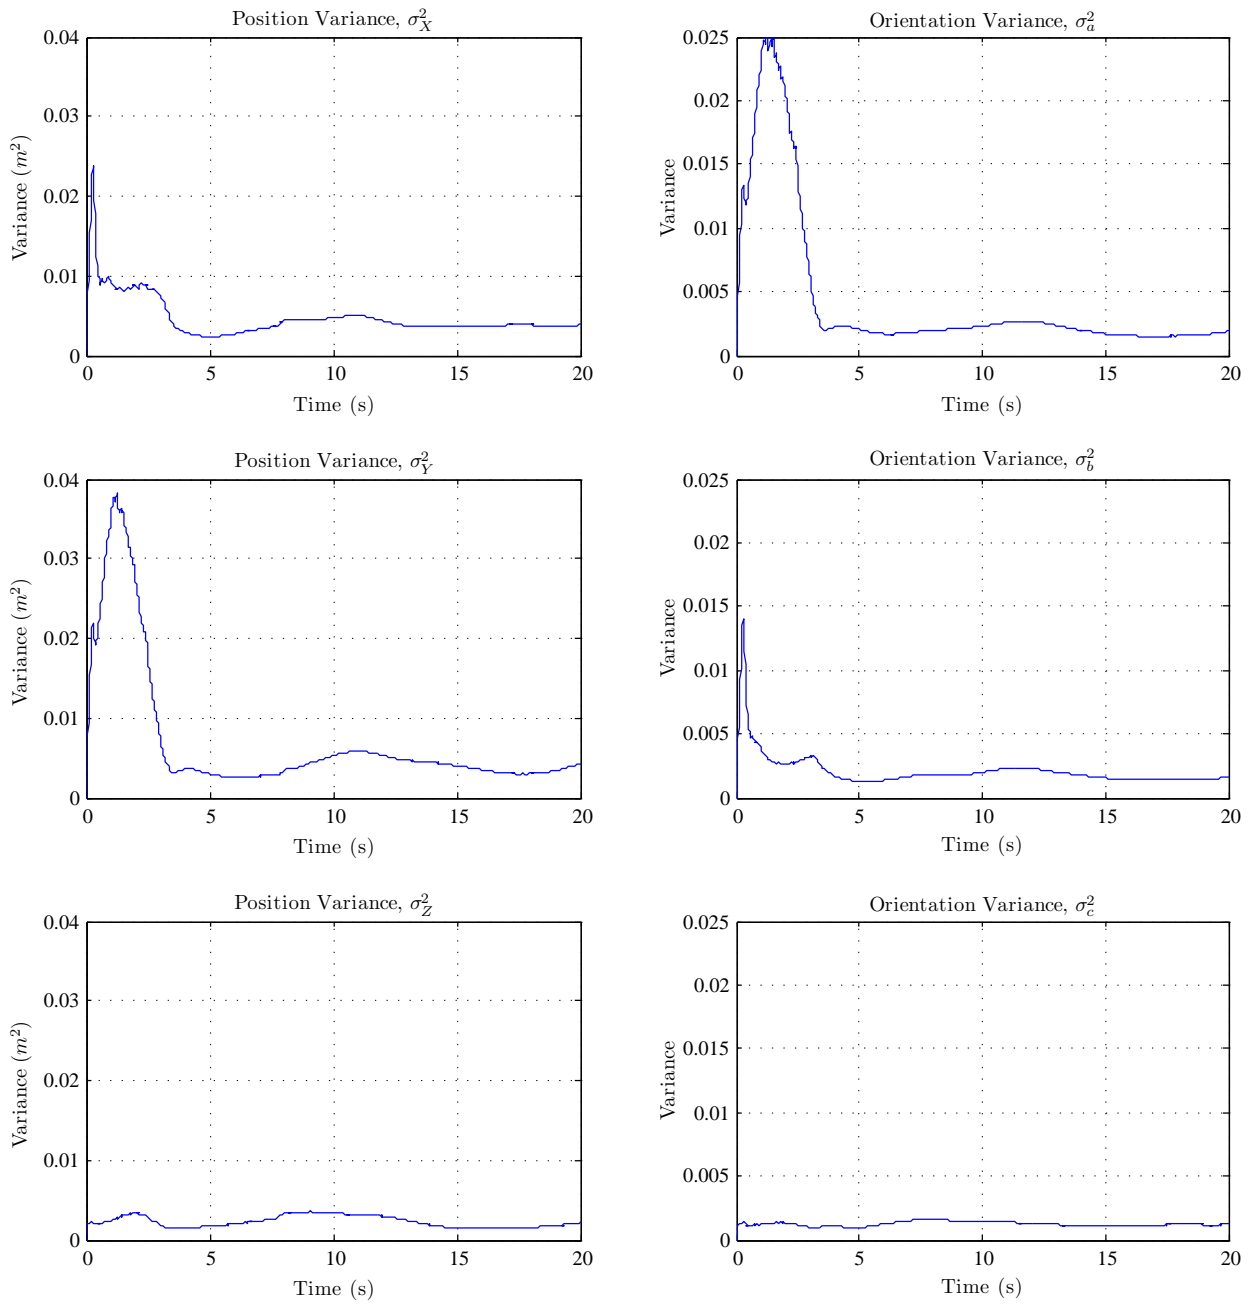 Position Variance, σ²_X
0.04
0.03
0.02
0.01
0
Variance (m²)
0 5 10 15 20
Time (s)
Orientation Variance, σ²_a
0.025
0.02
0.015
0.01
0.005
0
Variance
0 5 10 15 20
Time (s)
Position Variance, σ²_Y
0.04
0.03
0.02
0.01
0
Variance (m²)
0 5 10 15 20
Time (s)
Orientation Variance, σ²_b
0.025
0.02
0.015
0.01
0.005
0
Variance
0 5 10 15 20
Time (s)
Position Variance, σ²_Z
0.04
0.03
0.02
0.01
0
Variance (m²)
0 5 10 15 20
Time (s)
Orientation Variance, σ²_c
0.025
0.02
0.015
0.01
0.005
0
Variance
0 5 10 15 20
Time (s)